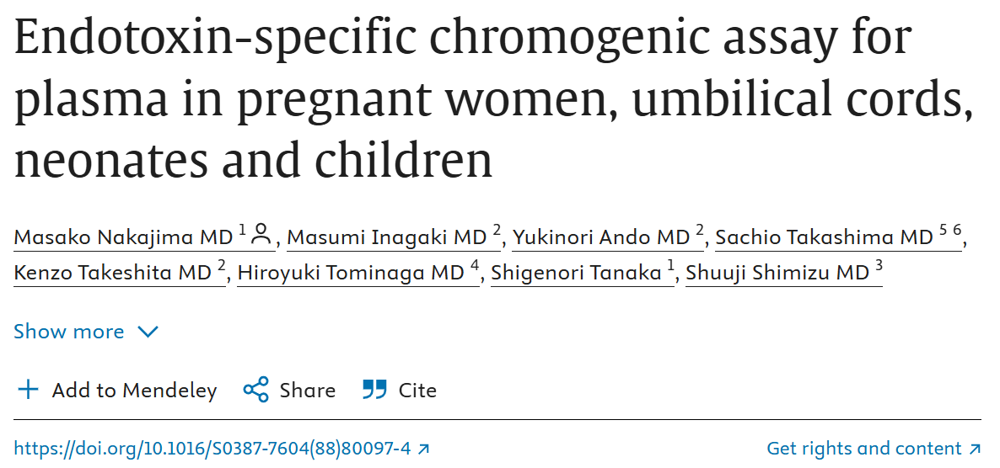 Endotoxin-specific chromogenic assay for
plasma in pregnant women, umbilical cords,
neonates and children
Masako Nakajima MD 1, Masumi Inagaki MD 2, Yukinori Ando MD 2, Sachio Takashima MD 5 6,
Kenzo Takeshita MD 2, Hiroyuki Tominaga MD 4, Shigenori Tanaka 1, Shuuji Shimizu MD 3
Show more
Add to Mendeley Share Cite
https://doi.org/10.1016/S0387-7604(88)80097-4 Get rights and content